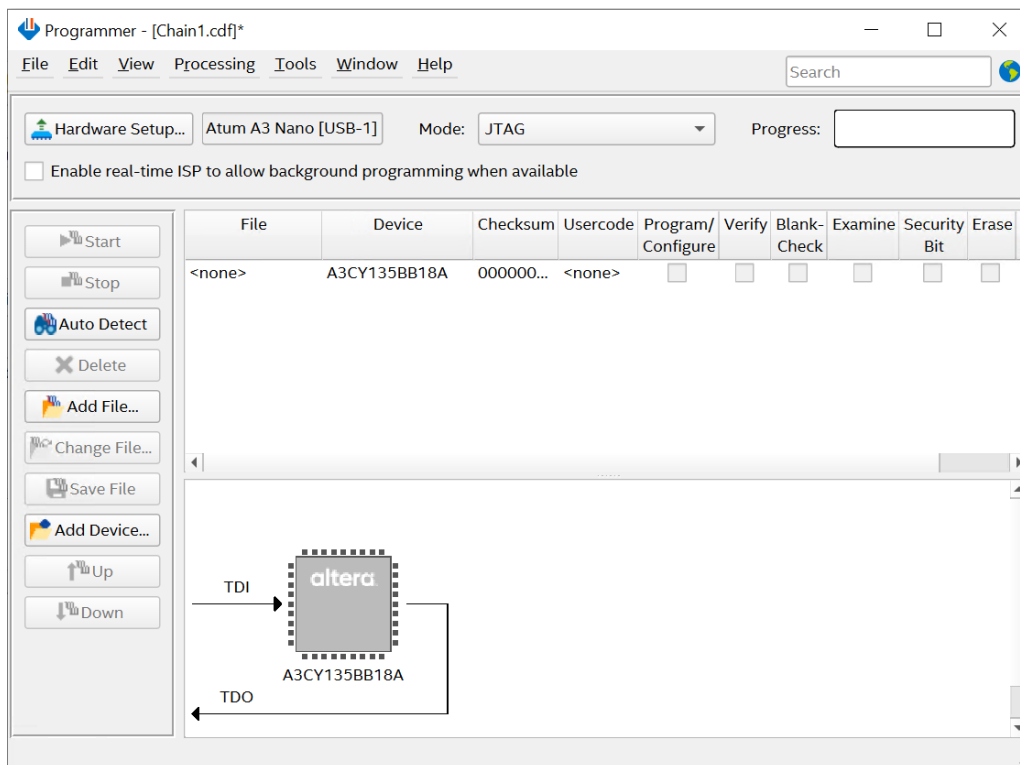 Programmer - [Chain1.cdf]*
File Edit View Processing Tools Window Help
Search
Hardware Setup... Atum A3 Nano [USB-1] Mode: JTAG Progress:
Enable real-time ISP to allow background programming when available
Start
Stop
Auto Detect
Delete
Add File...
Change File...
Save File
Add Device...
Up
Down
File Device Checksum Usercode Program/ Verify Blank- Examine Security Erase
Configure Check Bit
<none> A3CY135BB18A 000000... <none>
altera
TDI
A3CY135BB18A
TDO